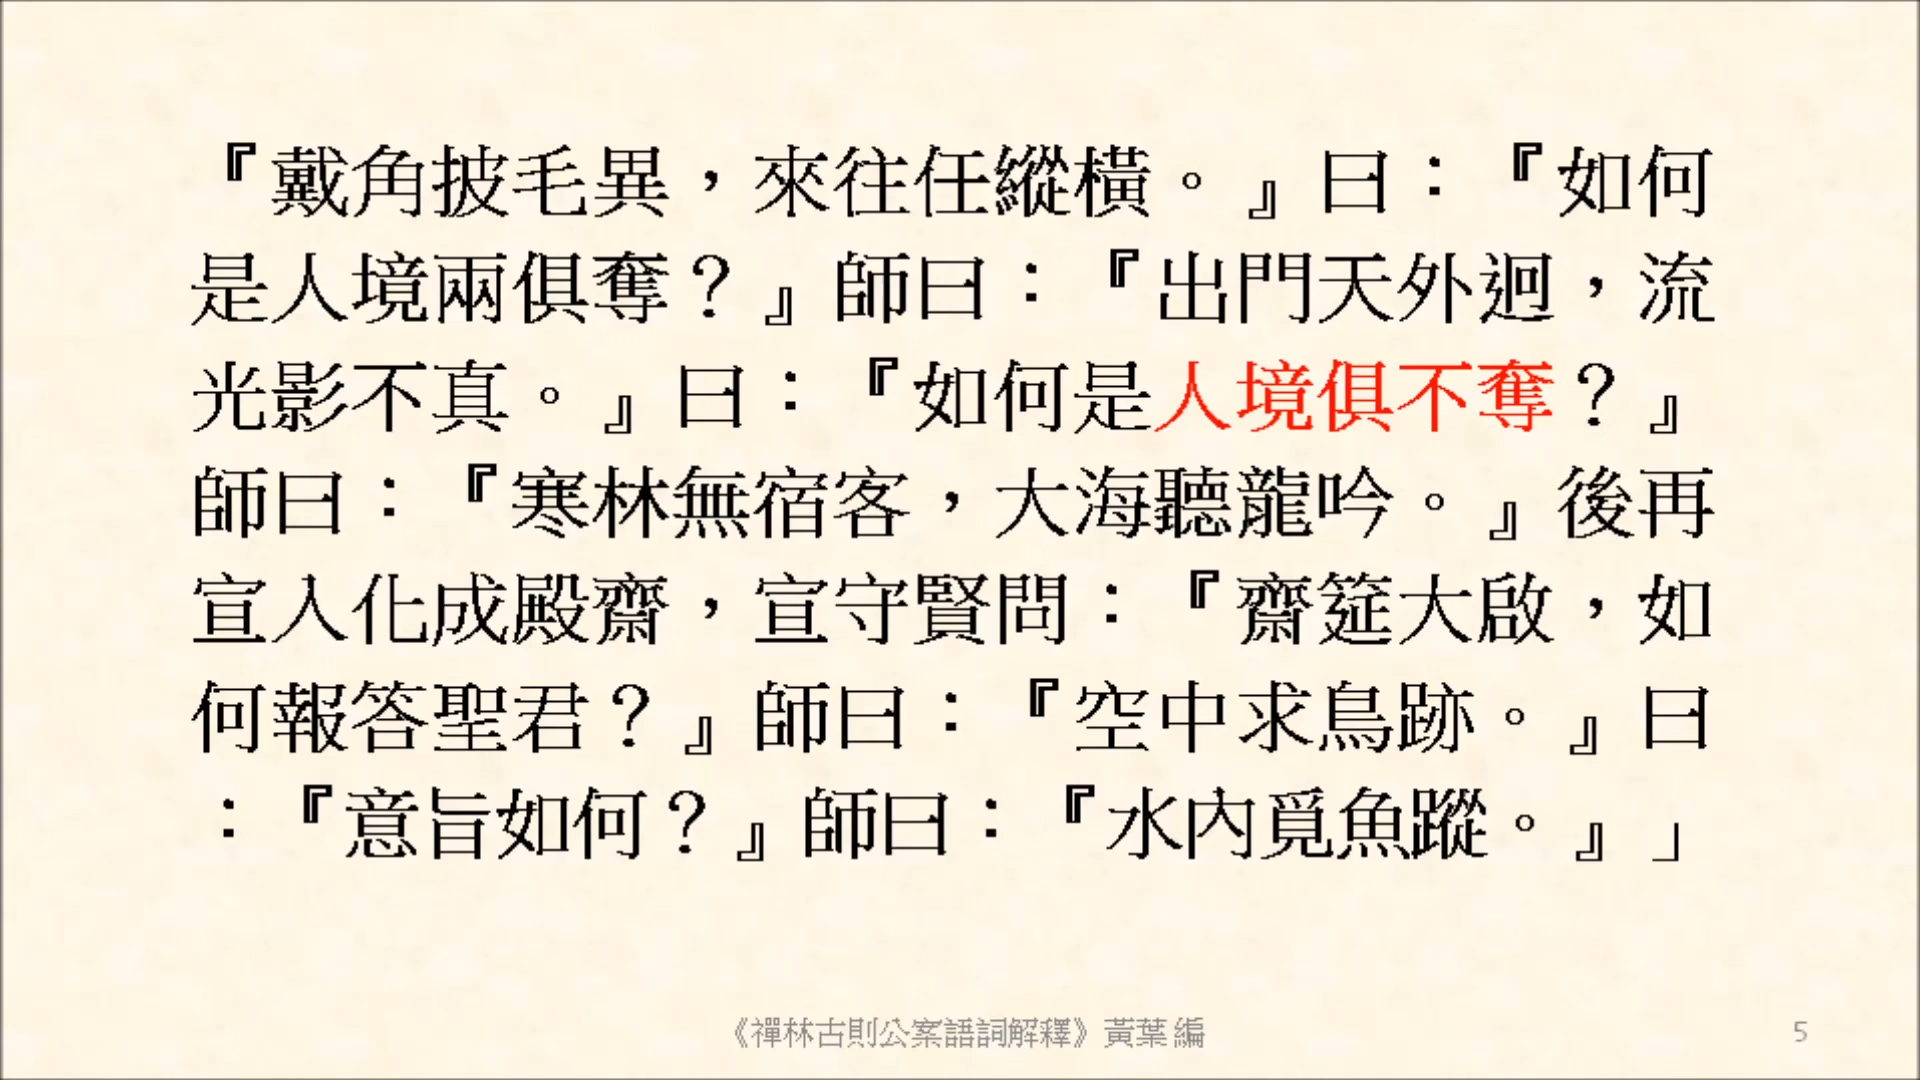 『戴角披毛異，來往任縱橫。』曰：『如何
是人境兩俱奪？』師曰：『出門天外迥，流
光影不真。』曰：『如何是人境俱不奪？』
師曰：『寒林無宿客，大海聽龍吟。』後再
宣入化成殿齋，宣守賢問：『齋筵大啟，如
何報答聖君？』師曰：『空中求鳥跡。』曰
：『意旨如何？』師曰：『水內覓魚蹤。』」
《禪林古則公案語詞解釋》黃葉 編
5